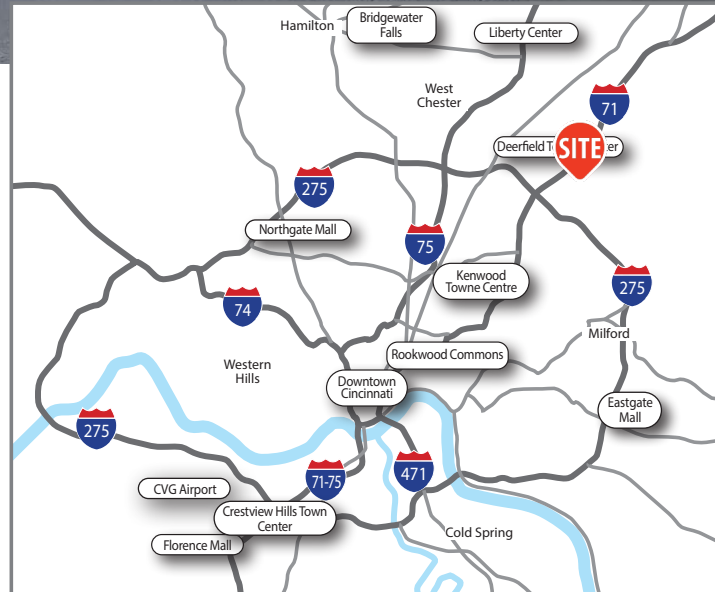 Hamilton
Bridgewater
Falls
Liberty Center
West
Chester
71
Deerfield
SITE
275
Northgate Mall
75
Kenwood
Towne Centre
275
74
Milford
Rookwood Commons
Western
Hills
Downtown
Cincinnati
Eastgate
Mall
275
71-75
471
CVG Airport
Crestview Hills Town
Center
Cold Spring
Florence Mall